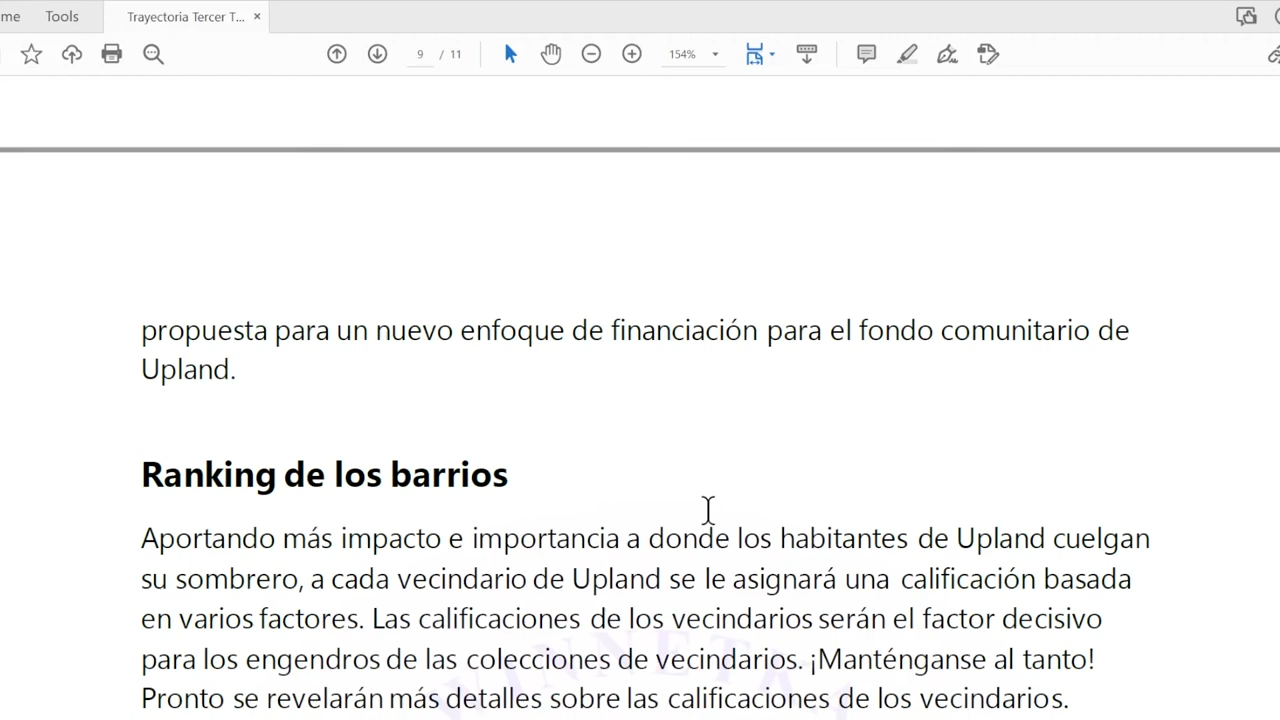 me Tools Trayectoria Tercer T... ×
9 / 11 154%
propuesta para un nuevo enfoque de financiación para el fondo comunitario de
Upland.
Ranking de los barrios
Aportando más impacto e importancia a donde los habitantes de Upland cuelgan
su sombrero, a cada vecindario de Upland se le asignará una calificación basada
en varios factores. Las calificaciones de los vecindarios serán el factor decisivo
para los engendros de las colecciones de vecindarios. ¡Manténganse al tanto!
Pronto se revelarán más detalles sobre las calificaciones de los vecindarios.
WINNETKA